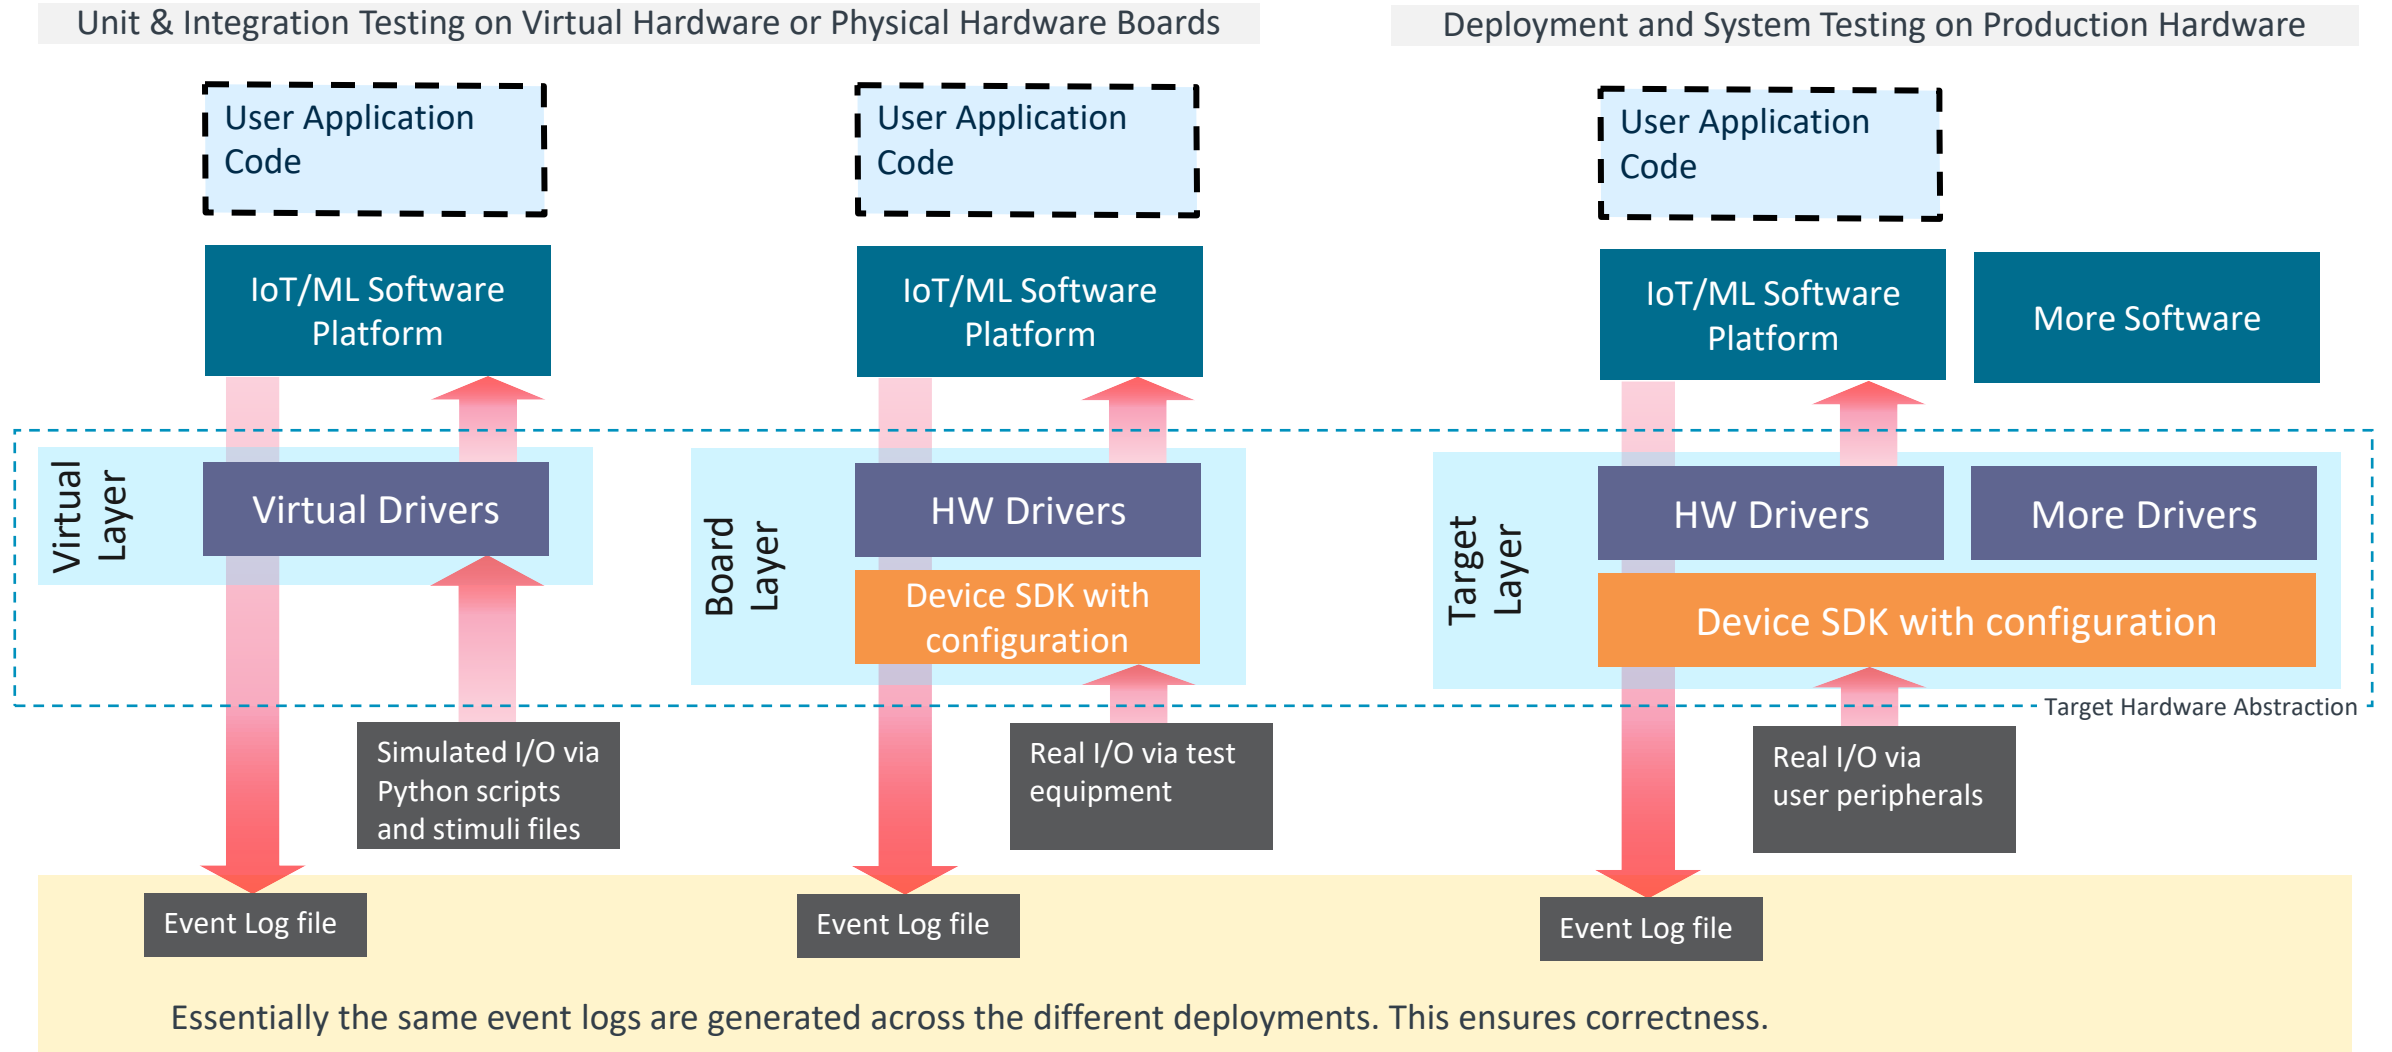 Unit & Integration Testing on Virtual Hardware or Physical Hardware Boards
Deployment and System Testing on Production Hardware
User Application
Code
User Application
Code
User Application
Code
IoT/ML Software
Platform
IoT/ML Software
Platform
IoT/ML Software
Platform
More Software
Virtual
Layer
Virtual Drivers
Board
Layer
HW Drivers
Device SDK with
configuration
Target
Layer
HW Drivers
More Drivers
Device SDK with configuration
Target Hardware Abstraction
Simulated I/O via
Python scripts
and stimuli files
Real I/O via test
equipment
Real I/O via
user peripherals
Event Log file
Event Log file
Event Log file
Essentially the same event logs are generated across the different deployments. This ensures correctness.